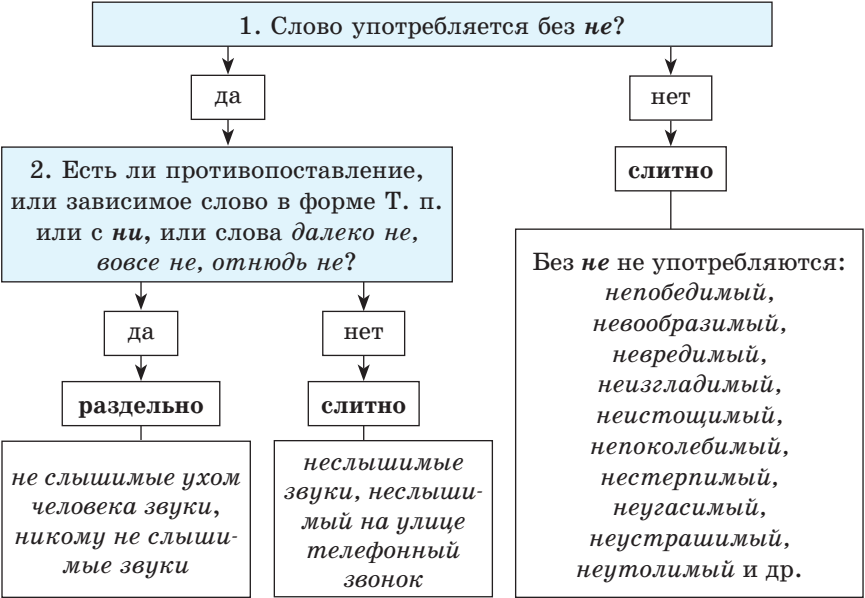 1. Слово употребляется без не?
да
нет
2. Есть ли противопоставление,
или зависимое слово в форме Т. п.
или с ни, или слова далеко не,
вовсе не, отнюдь не?
слитно
да
нет
раздельно
слитно
не слышимые ухом
человека звуки,
никому не слыши-
мые звуки
неслышимые
звуки, неслыши-
мый на улице
телефонный
звонок
Без не не употребляются:
непобедимый,
невообразимый,
невредимый,
неизгладимый,
неистощимый,
непоколебимый,
нестерпимый,
неугасимый,
неустрашимый,
неутолимый и др.